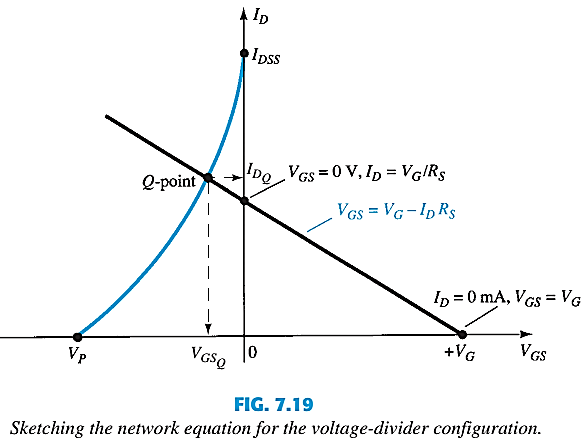 I_D
I_DSS
Q-point
I_DQ
V_GS = 0 V, I_D = V_G/R_S
V_GS = V_G – I_D R_S
I_D = 0 mA, V_GS = V_G
V_P
V_GSQ
0
+V_G
V_GS
FIG. 7.19
Sketching the network equation for the voltage-divider configuration.